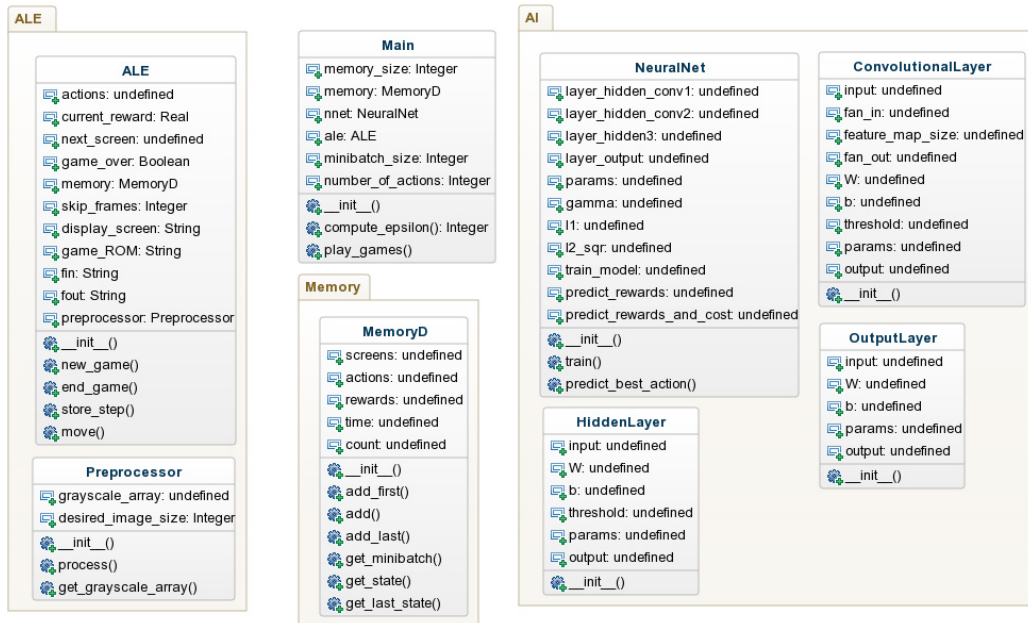 ALE
ALE
actions: undefined
current_reward: Real
next_screen: undefined
game_over: Boolean
memory: MemoryD
skip_frames: Integer
display_screen: String
game_ROM: String
fin: String
fout: String
preprocessor: Preprocessor
__init__()
new_game()
end_game()
store_step()
move()
Preprocessor
grayscale_array: undefined
desired_image_size: Integer
__init__()
process()
get_grayscale_array()
Main
memory_size: Integer
memory: MemoryD
nnet: NeuralNet
ale: ALE
minibatch_size: Integer
number_of_actions: Integer
__init__()
compute_epsilon(): Integer
play_games()
Memory
MemoryD
screens: undefined
actions: undefined
rewards: undefined
time: undefined
count: undefined
__init__()
add_first()
add()
add_last()
get_minibatch()
get_state()
get_last_state()
AI
NeuralNet
layer_hidden_conv1: undefined
layer_hidden_conv2: undefined
layer_hidden3: undefined
layer_output: undefined
params: undefined
gamma: undefined
l1: undefined
l2_sqr: undefined
train_model: undefined
predict_rewards: undefined
predict_rewards_and_cost: undefined
__init__()
train()
predict_best_action()
HiddenLayer
input: undefined
W: undefined
b: undefined
threshold: undefined
params: undefined
output: undefined
__init__()
ConvolutionalLayer
input: undefined
fan_in: undefined
feature_map_size: undefined
fan_out: undefined
W: undefined
b: undefined
threshold: undefined
params: undefined
output: undefined
__init__()
OutputLayer
input: undefined
W: undefined
b: undefined
params: undefined
output: undefined
__init__()